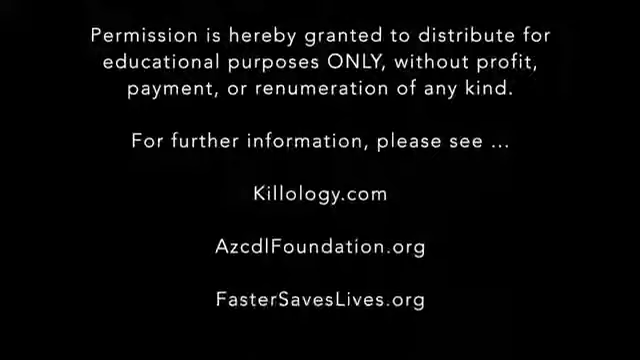 Permission is hereby granted to distribute for
educational purposes ONLY, without profit,
payment, or renumeration of any kind.
For further information, please see ...
Killology.com
AzcdlFoundation.org
FasterSavesLives.org